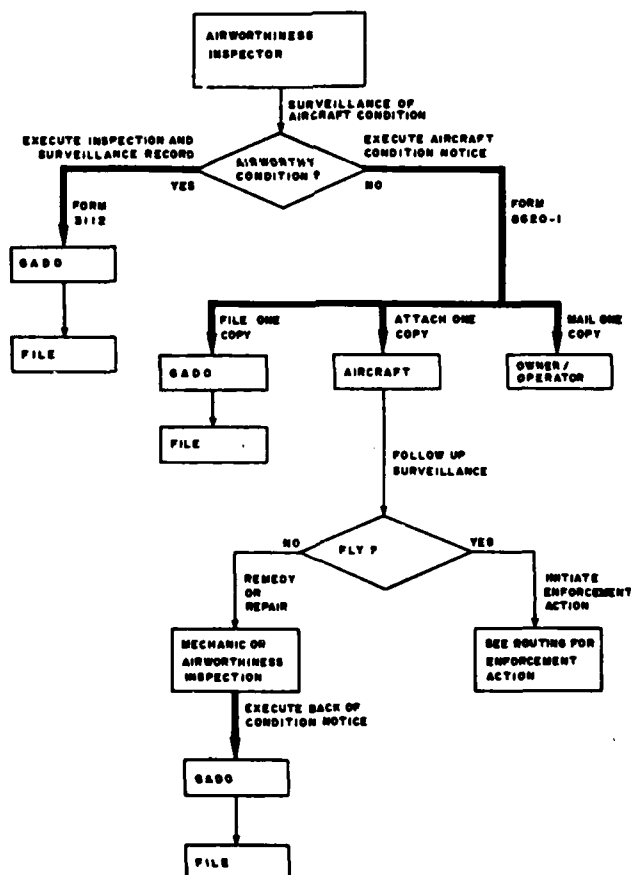 AIRWORTHINESS
INSPECTOR
SURVEILLANCE OF
AIRCRAFT CONDITION
EXECUTE INSPECTION AND
SURVEILLANCE RECORD
EXECUTE AIRCRAFT
CONDITION NOTICE
AIRWORTHY
CONDITION?
YES
NO
FORM
3112
FORM
8620-1
GADO
FILE
FILE ONE
COPY
ATTACH ONE
COPY
MAIL ONE
COPY
GADO
AIRCRAFT
OWNER/
OPERATOR
FILE
FOLLOW UP
SURVEILLANCE
NO
FLY?
YES
REMEDY
OR
REPAIR
INITIATE
ENFORCEMENT
ACTION
MECHANIC OR
AIRWORTHINESS
INSPECTION
SEE ROUTING FOR
ENFORCEMENT
ACTION
EXECUTE BACK OF
CONDITION NOTICE
GADO
FILE